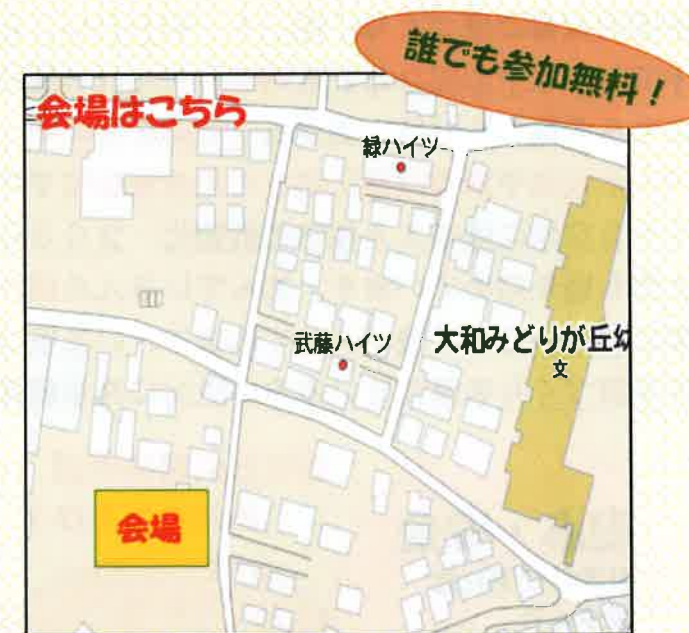 誰でも参加無料！
会場はこちら
緑ハイツ
武藤ハイツ
大和みどりが丘幼
文
会場